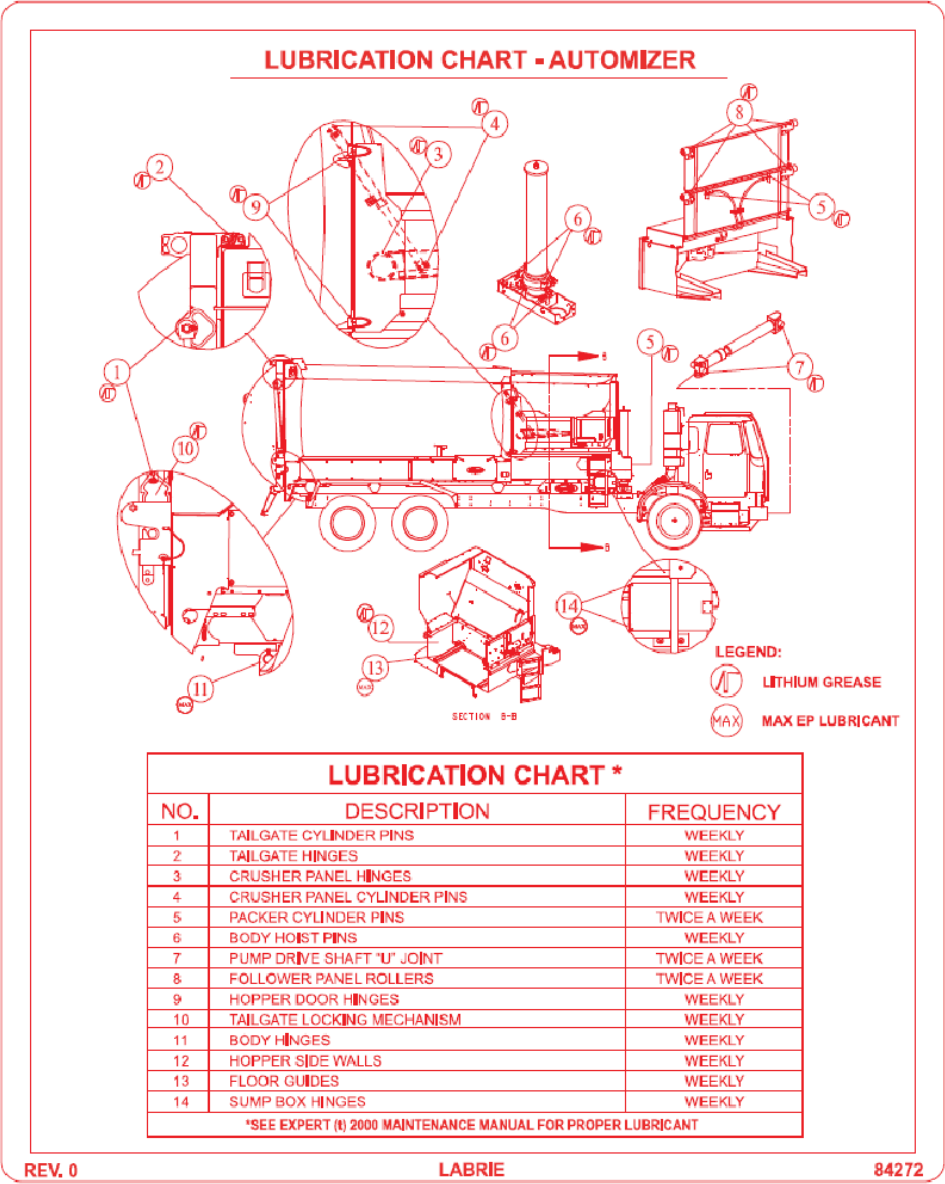 LUBRICATION CHART - AUTOMIZER
8
4
3
2
9
5
6
6
5
7
B
1
10
B
14
MAX
12
13
MAX
11
MAX
SECTION B-B
LEGEND:
LITHIUM GREASE
MAX
MAX EP LUBRICANT
LUBRICATION CHART *
NO. DESCRIPTION FREQUENCY
1 TAILGATE CYLINDER PINS WEEKLY
2 TAILGATE HINGES WEEKLY
3 CRUSHER PANEL HINGES WEEKLY
4 CRUSHER PANEL CYLINDER PINS WEEKLY
5 PACKER CYLINDER PINS TWICE A WEEK
6 BODY HOIST PINS WEEKLY
7 PUMP DRIVE SHAFT "U" JOINT TWICE A WEEK
8 FOLLOWER PANEL ROLLERS TWICE A WEEK
9 HOPPER DOOR HINGES WEEKLY
10 TAILGATE LOCKING MECHANISM WEEKLY
11 BODY HINGES WEEKLY
12 HOPPER SIDE WALLS WEEKLY
13 FLOOR GUIDES WEEKLY
14 SUMP BOX HINGES WEEKLY
*SEE EXPERT (t) 2000 MAINTENANCE MANUAL FOR PROPER LUBRICANT
REV. 0 LABRIE 84272